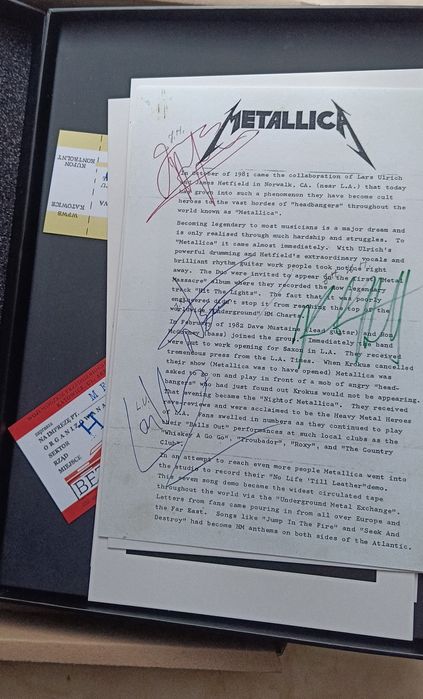 METALLICA
In October of 1981 came the collaboration of Lars Ulrich
and James Hetfield in Norwalk, CA. (near L.A.) that today
has grown into such a phenomenon they have become cult
heroes to the vast hordes of "headbangers" throughout the
world known as "Metallica".
Becoming legendary to most musicians is a major dream and
is only realised through much hardship and struggles. To
"Metallica" it came almost immediately. With Ulrich's
powerful drumming and Hetfield's extraordinary vocals and
brilliant rhythm guitar work people took notice right
away. The Duo were invited to appear on the first "Metal
Massacre" Album where they recorded the legendary
track "Hit The Lights". The fact that it was poorly
engineered didn't stop it from reaching the top of the
worldwide "Underground" HM Charts.
In February of 1982 Dave Mustaine (lead guitar) and Ron
McGovney (bass) joined the group. Immediately the band
went out to work opening for Saxon in L.A. They received
tremendous press from the L.A. Times. When Krokus cancelled
their show (Metallica was to have opened) Metallica was
asked to go on and play in front of a mob of angry "head-
bangers" who had just found out Krokus would not be appearing.
The evening became the "Night of Metallica". They received
rave reviews and were acclaimed to be the Heavy Metal Heroes
of L.A. Fans swelled in numbers as they continued to play
their "Balls Out" performances at such local clubs as the
"Whiskey A Go Go", "Troubador", "Roxy", and "The Country
Club".
In an attempt to reach even more people Metallica went into
the studio to record their "No Life 'Till Leather" demo.
This seven song demo became the widest circulated tape
throughout the world via the "Underground Metal Exchange".
Letters from fans came pouring in from all over Europe and
the Far East. Songs like "Jump In The Fire" and "Seek And
Destroy" had become HM anthems on both sides of the Atlantic.
KUPON
KONTROLNY
WPWS
KATOWICE
NA IMPREZĘ PT.
SEKTOR
RZĄD
MIEJSCE